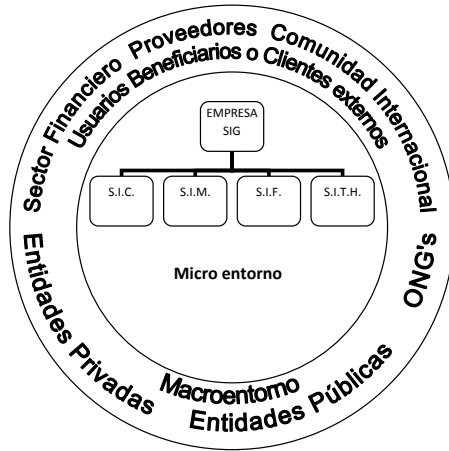 Sector Financiero Proveedores Comunidad Internacional
Usuarios Beneficiarios o Clientes externos
EMPRESA
SIG
S.I.C.
S.I.M.
S.I.F.
S.I.T.H.
Micro entorno
ONG's
Entidades Privadas
Macroentorno
Entidades Públicas